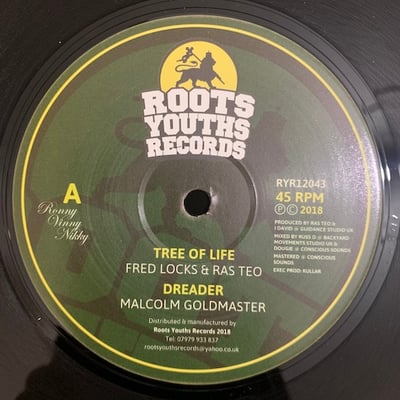 ROOTS
YOUTHS
RECORDS
A
Ronny
Vinny
Nikky
RYR12043
45 RPM
Ⓟ© 2018
PRODUCED BY RAS TEO &
I DAVID @ GUIDANCE STUDIO UK
MIXED BY RUSS D @ BACKYARD
MOVEMENTS STUDIO UK &
DOUGIE @ CONSCIOUS SOUNDS
MASTERED @ CONSCIOUS
SOUNDS
EXEC PROD: KULLAR
TREE OF LIFE
FRED LOCKS & RAS TEO
DREADER
MALCOLM GOLDMASTER
Distributed & manufactured by
Roots Youths Records 2018
Tel: 07979 933 837
rootsyouthsrecords@yahoo.co.uk